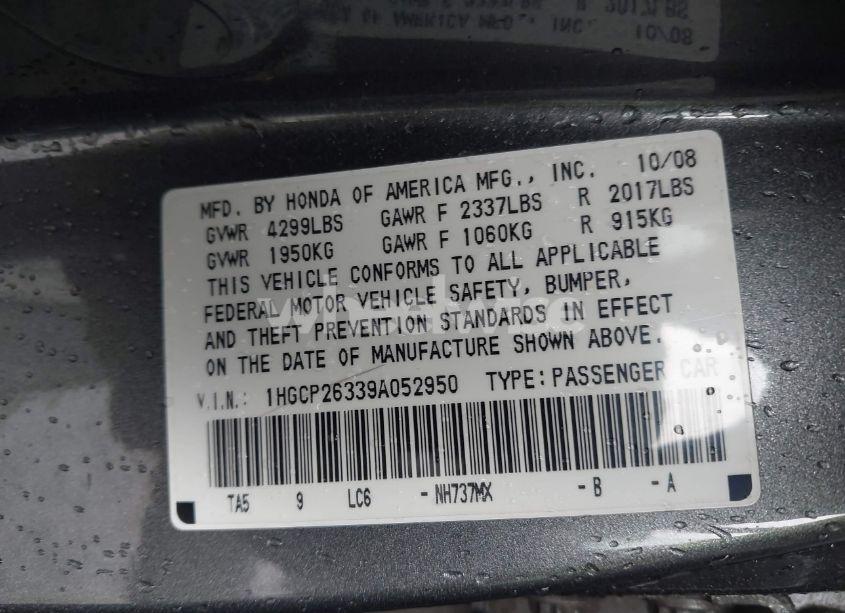 MFD. BY HONDA OF AMERICA MFG., INC. 10/08
GVWR 4299LBS GAWR F 2337LBS R 2017LBS
GVWR 1950KG GAWR F 1060KG R 915KG
THIS VEHICLE CONFORMS TO ALL APPLICABLE
FEDERAL MOTOR VEHICLE SAFETY, BUMPER,
AND THEFT PREVENTION STANDARDS IN EFFECT
ON THE DATE OF MANUFACTURE SHOWN ABOVE.
V.I.N.: 1HGCP26339A052950 TYPE: PASSENGER CAR
TA5 9 LC6 -NH737MX -B -A